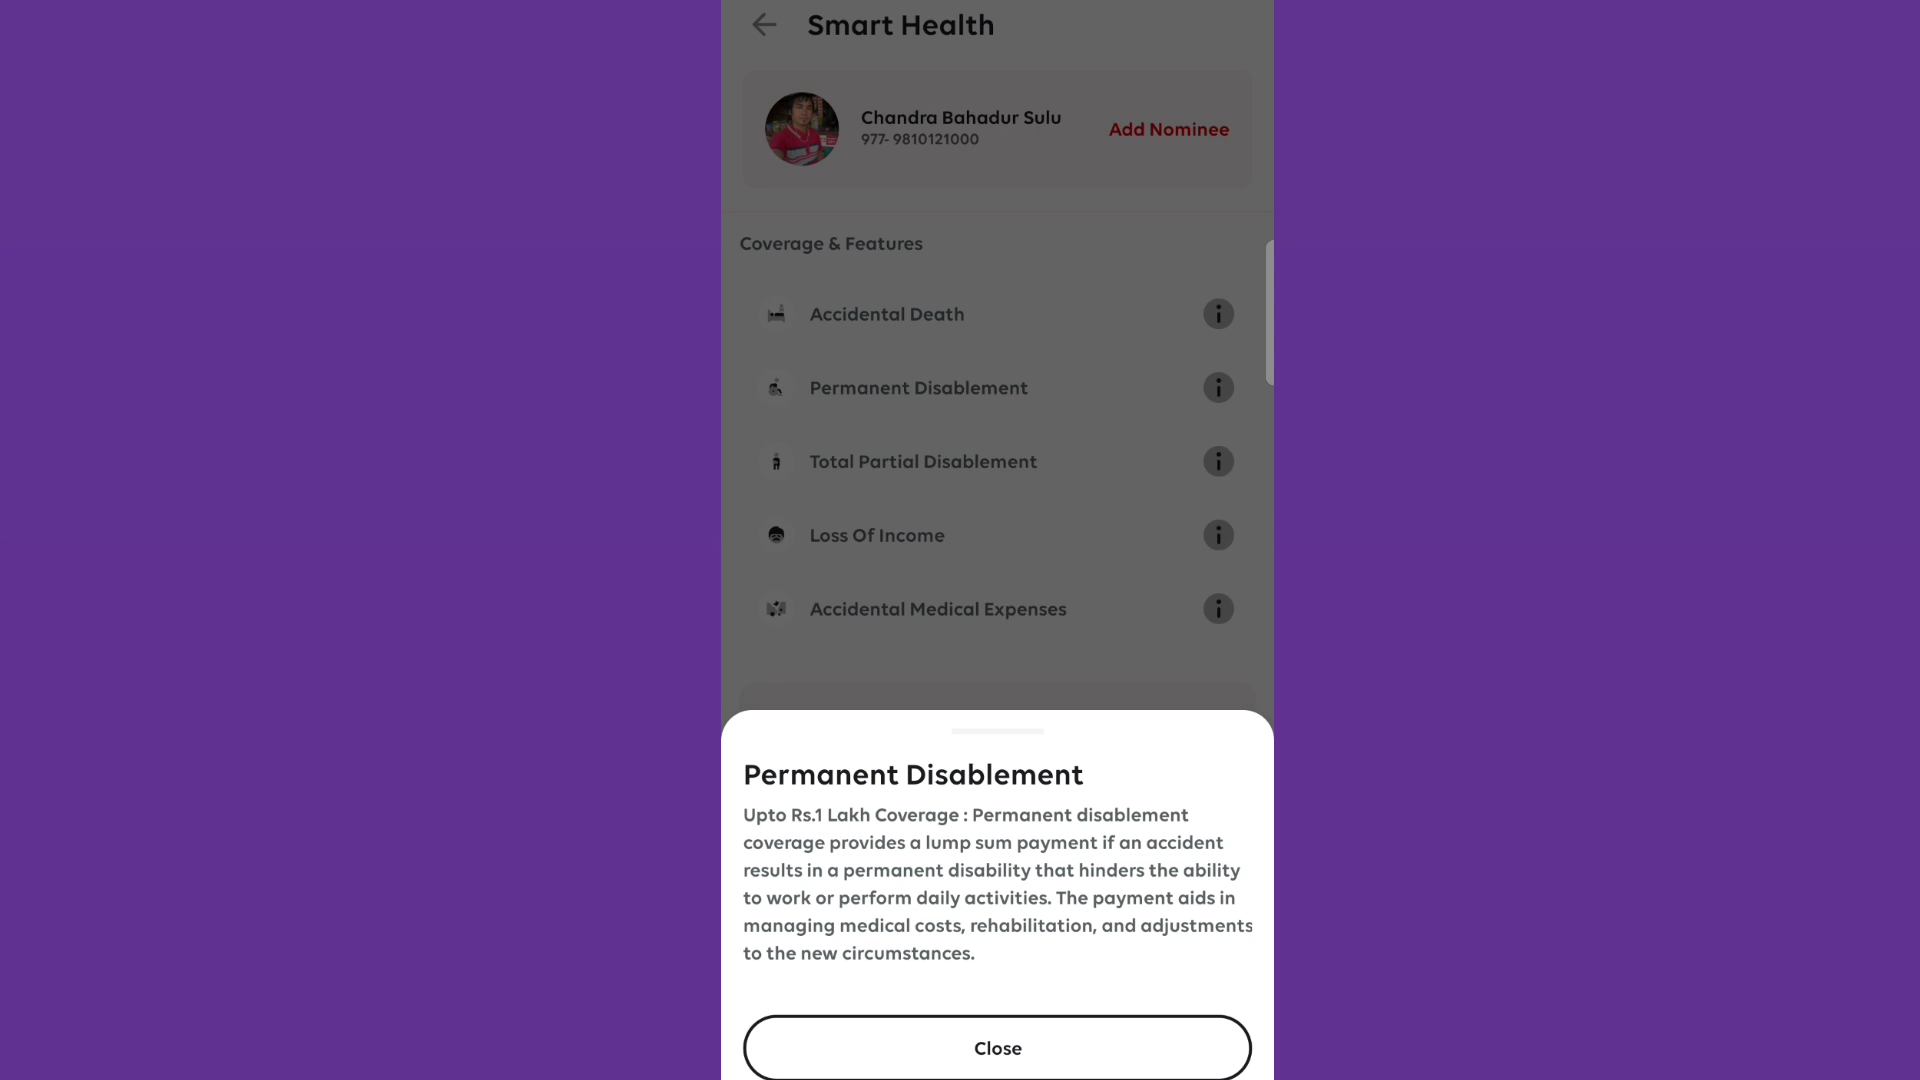 Smart Health
Chandra Bahadur Sulu
977- 9810121000
Add Nominee
Coverage & Features
Accidental Death
Permanent Disablement
Total Partial Disablement
Loss Of Income
Accidental Medical Expenses
Permanent Disablement
Upto Rs.1 Lakh Coverage : Permanent disablement
coverage provides a lump sum payment if an accident
results in a permanent disability that hinders the ability
to work or perform daily activities. The payment aids in
managing medical costs, rehabilitation, and adjustments
to the new circumstances.
Close